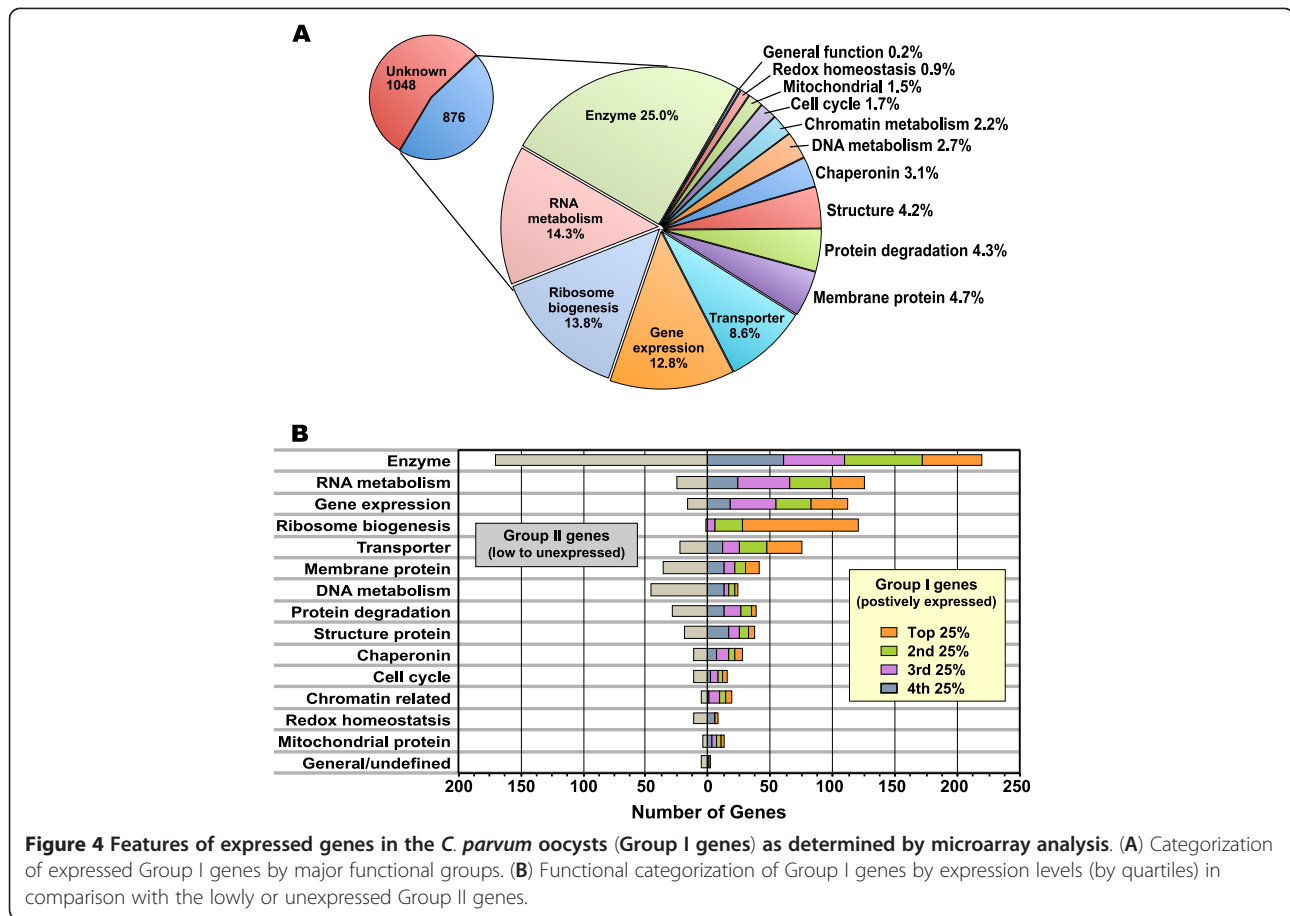 A
Unknown
1048
876
General function 0.2%
Redox homeostasis 0.9%
Mitochondrial 1.5%
Cell cycle 1.7%
Chromatin metabolism 2.2%
DNA metabolism 2.7%
Chaperonin 3.1%
Structure 4.2%
Protein degradation 4.3%
Membrane protein 4.7%
Transporter
8.6%
Gene
expression
12.8%
Ribosome
biogenesis
13.8%
RNA
metabolism
14.3%
Enzyme 25.0%
B
Enzyme
RNA metabolism
Gene expression
Ribosome biogenesis
Transporter
Membrane protein
DNA metabolism
Protein degradation
Structure protein
Chaperonin
Cell cycle
Chromatin related
Redox homeostatsis
Mitochondrial protein
General/undefined
Group II genes
(low to unexpressed)
Group I genes
(postively expressed)
Top 25%
2nd 25%
3rd 25%
4th 25%
200 150 100 50 0 50 100 150 200 250
Number of Genes
Figure 4 Features of expressed genes in the C. parvum oocysts (Group I genes) as determined by microarray analysis. (A) Categorization
of expressed Group I genes by major functional groups. (B) Functional categorization of Group I genes by expression levels (by quartiles) in
comparison with the lowly or unexpressed Group II genes.